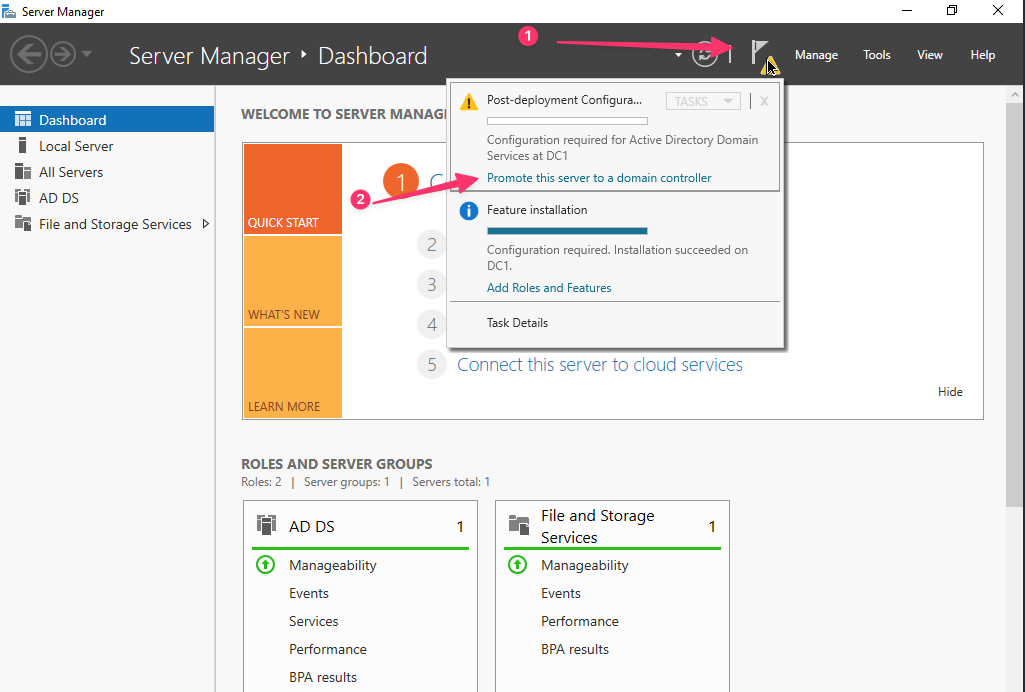 Server Manager
1
Server Manager ‣ Dashboard
Manage Tools View Help
Dashboard
Local Server
All Servers
AD DS
File and Storage Services
WELCOME TO SERVER MANAG
Post-deployment Configura...
TASKS
X
Configuration required for Active Directory Domain
Services at DC1
2
Promote this server to a domain controller
Feature installation
Configuration required. Installation succeeded on
DC1.
Add Roles and Features
Task Details
QUICK START
WHAT'S NEW
LEARN MORE
1 C
2
3
4
5 Connect this server to cloud services
Hide
ROLES AND SERVER GROUPS
Roles: 2 | Server groups: 1 | Servers total: 1
AD DS 1
Manageability
Events
Services
Performance
BPA results
File and Storage
Services 1
Manageability
Events
Performance
BPA results